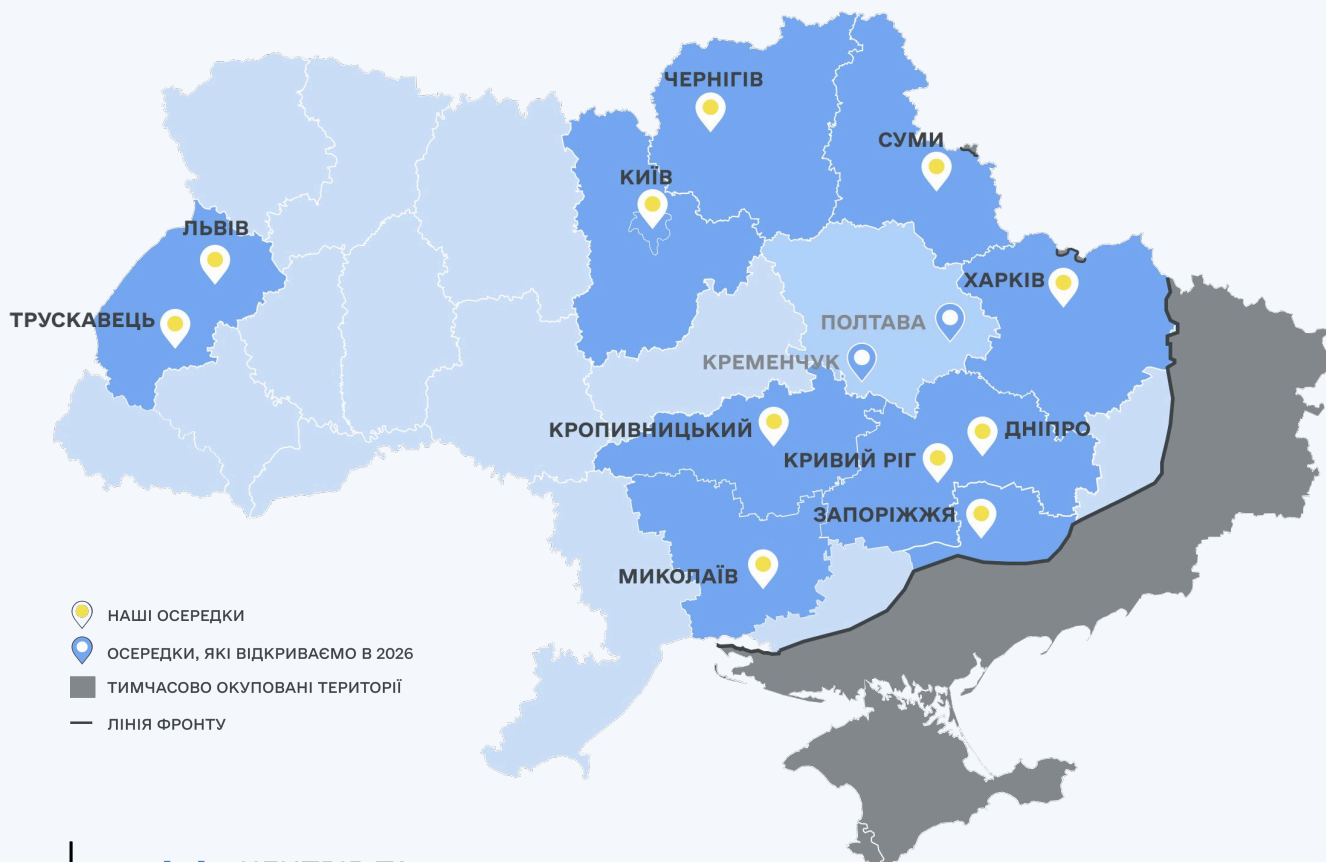 ЧЕРНІГІВ
СУМИ
КИЇВ
ЛЬВІВ
ХАРКІВ
ТРУСКАВЕЦЬ
ПОЛТАВА
КРЕМЕНЧУК
КРОПИВНИЦЬКИЙ
ДНІПРО
КРИВИЙ РІГ
ЗАПОРІЖЖЯ
МИКОЛАЇВ
НАШІ ОСЕРЕДКИ
ОСЕРЕДКИ, ЯКІ ВІДКРИВАЄМО В 2026
ТИМЧАСОВО ОКУПОВАНІ ТЕРИТОРІЇ
ЛІНІЯ ФРОНТУ